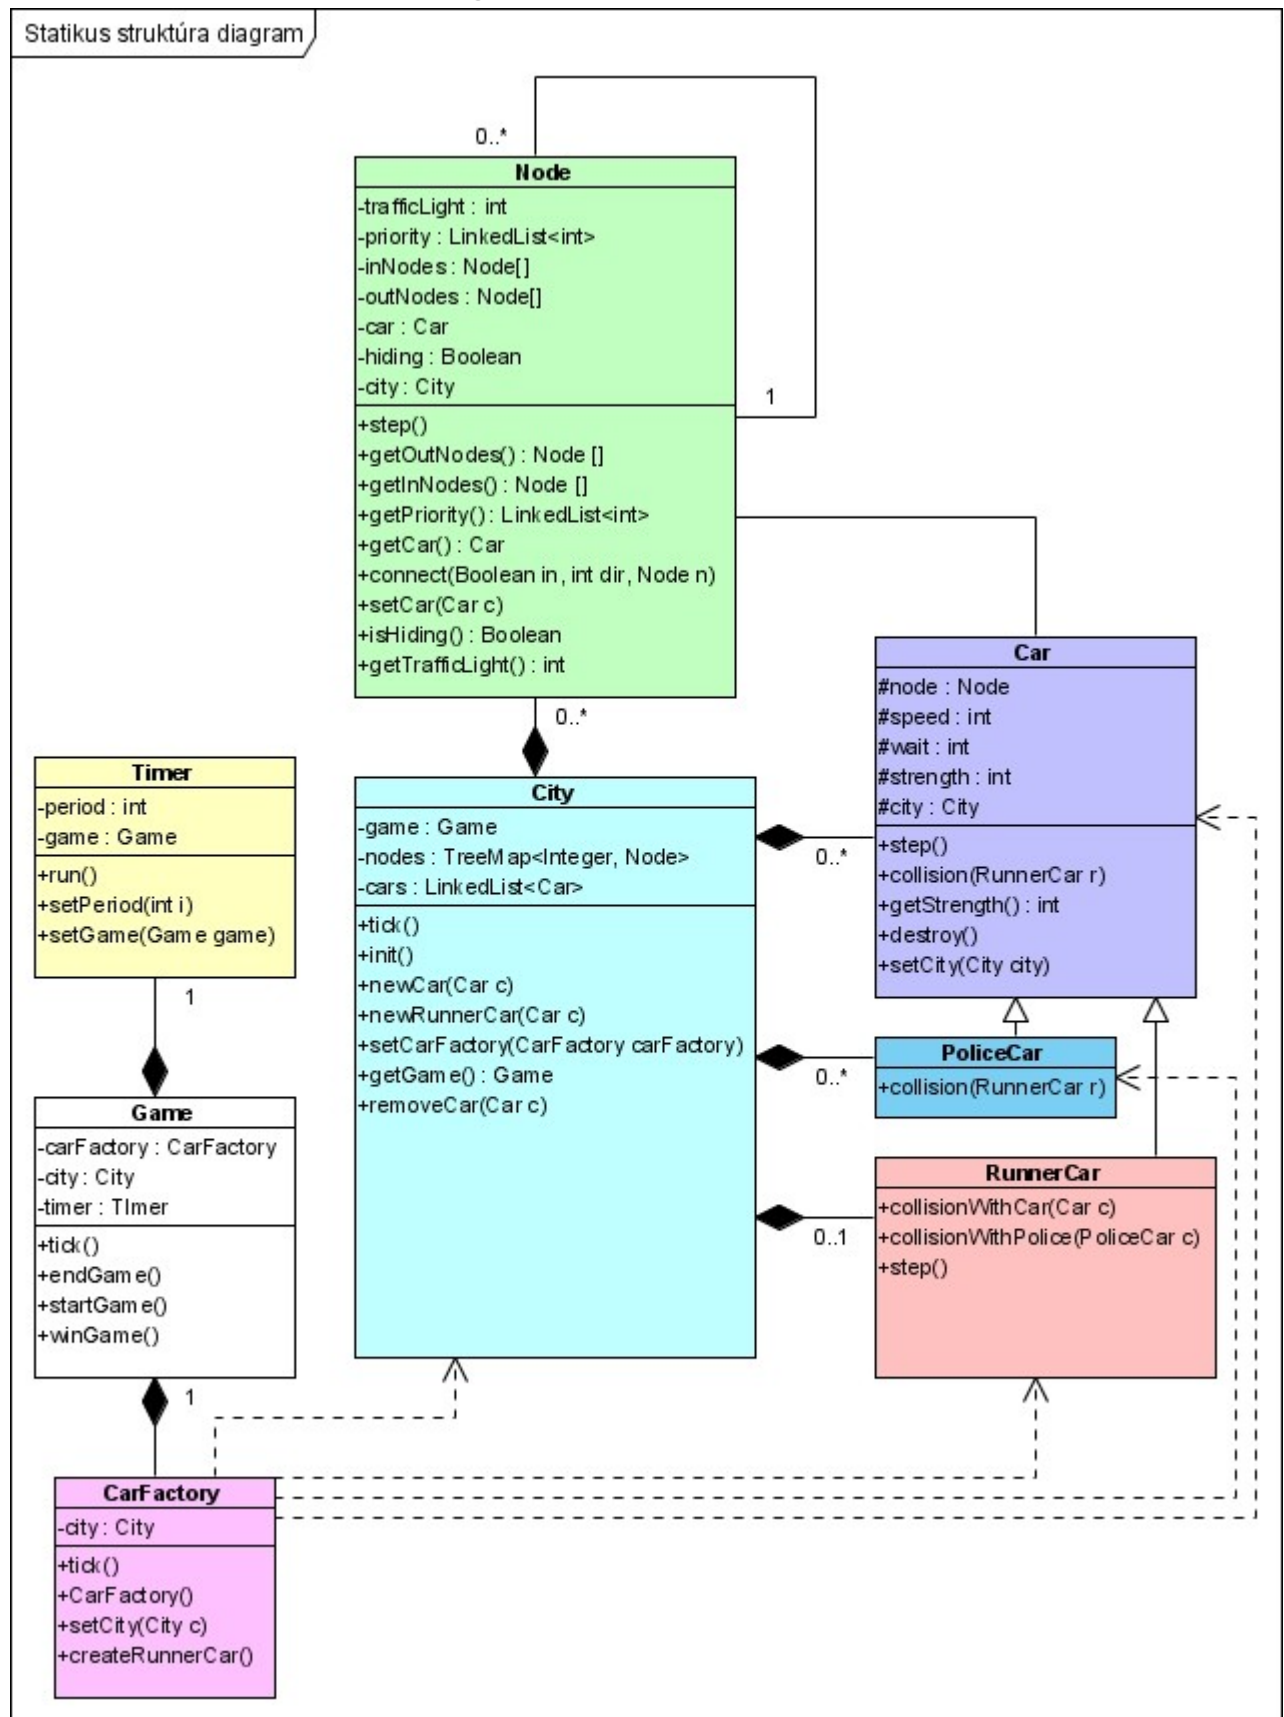 Statikus struktúra diagram
0..*
Node
-trafficLight : int
-priority : LinkedList<int>
-inNodes : Node[]
-outNodes : Node[]
-car : Car
-hiding : Boolean
-city : City
1
+step()
+getOutNodes() : Node []
+getInNodes() : Node []
+getPriority() : LinkedList<int>
+getCar() : Car
+connect(Boolean in, int dir, Node n)
+setCar(Car c)
+isHiding() : Boolean
+getTrafficLight() : int
0..*
Car
#node : Node
#speed : int
#wait : int
#strength : int
#city : City
+step()
+collision(RunnerCar r)
+getStrength() : int
+destroy()
+setCity(City city)
Timer
-period : int
-game : Game
+run()
+setPeriod(int i)
+setGame(Game game)
1
City
-game : Game
-nodes : TreeMap<Integer, Node>
-cars : LinkedList<Car>
+tick()
+init()
+newCar(Car c)
+newRunnerCar(Car c)
+setCarFactory(CarFactory carFactory)
+getGame() : Game
+removeCar(Car c)
0..*
0..*
0..1
PoliceCar
+collision(RunnerCar r)
RunnerCar
+collisionWithCar(Car c)
+collisionWithPolice(PoliceCar c)
+step()
Game
-carFactory : CarFactory
-city : City
-timer : TImer
+tick()
+endGame()
+startGame()
+winGame()
1
CarFactory
-city : City
+tick()
+CarFactory()
+setCity(City c)
+createRunnerCar()